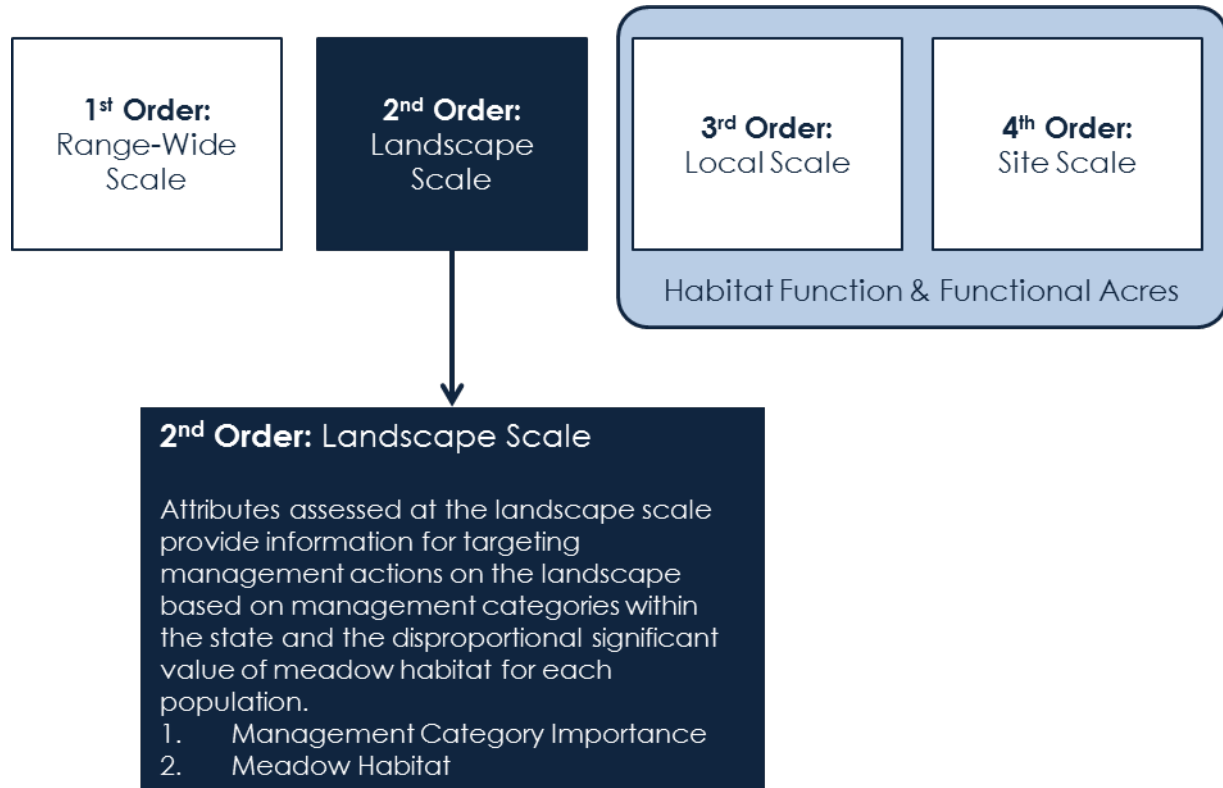 1st Order:
Range-Wide
Scale
2nd Order:
Landscape
Scale
3rd Order:
Local Scale
4th Order:
Site Scale
Habitat Function & Functional Acres
2nd Order: Landscape Scale
Attributes assessed at the landscape scale
provide information for targeting
management actions on the landscape
based on management categories within
the state and the disproportional significant
value of meadow habitat for each
population.
1. Management Category Importance
2. Meadow Habitat